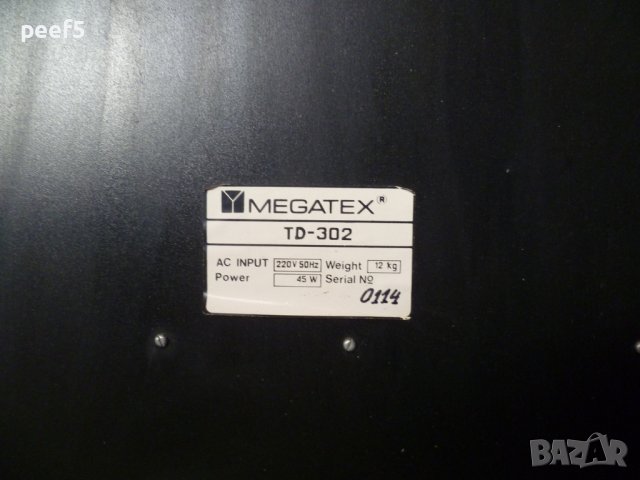 peef5
MEGATEX®
TD-302
AC INPUT 220V 50Hz Weight 12 kg
Power 45 W Serial №
0114
BAZAR